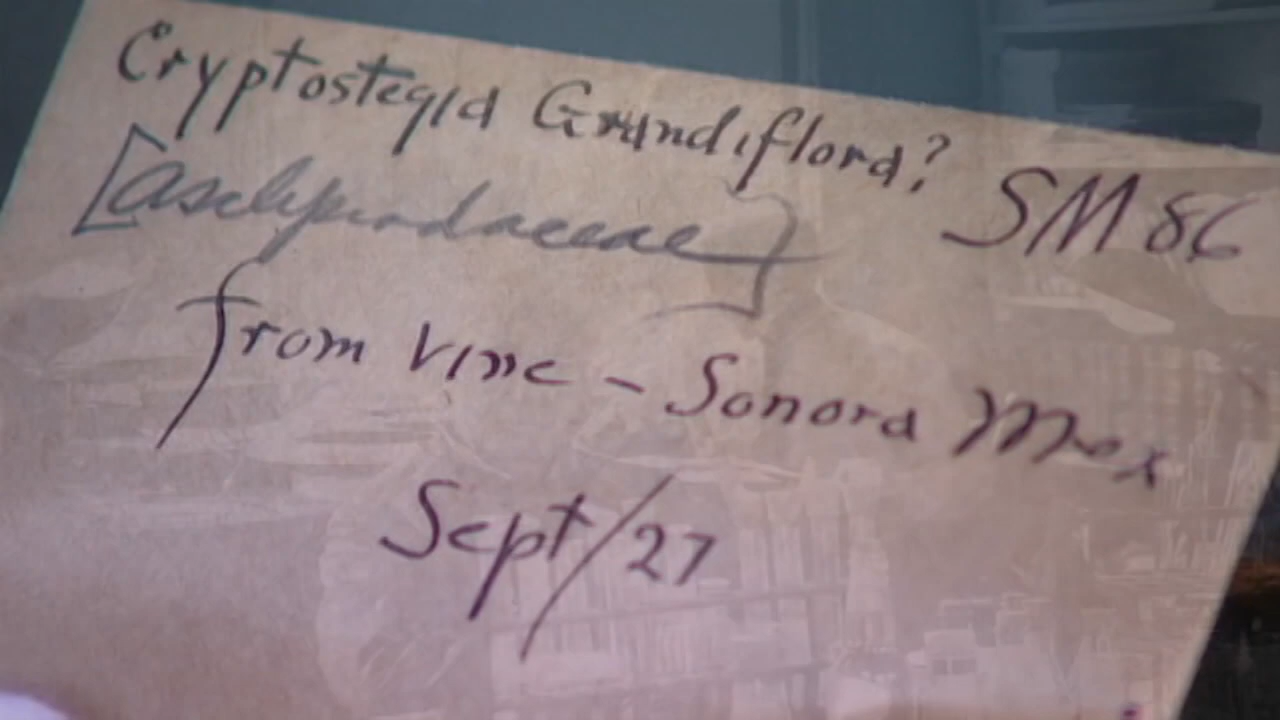 Cryptostegia Grandiflora?
SM 86
[Asclepiadaceae]
from vine - Sonora Mex
Sept/27